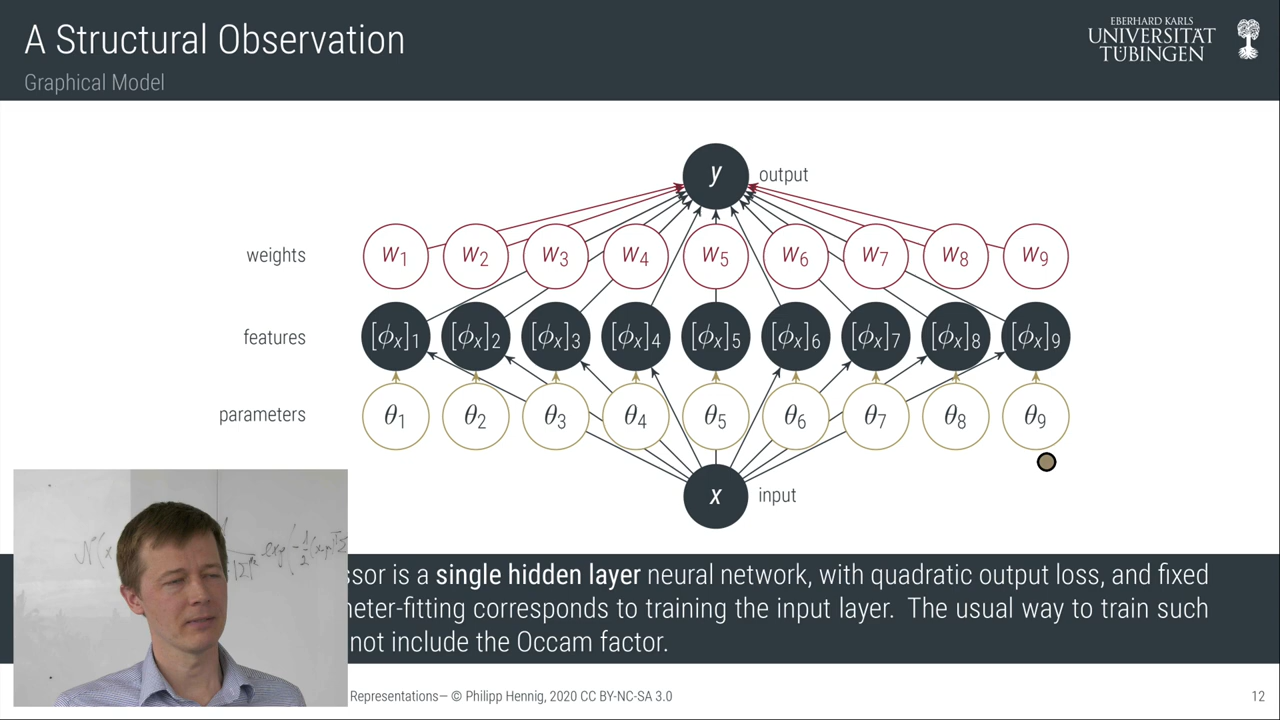 A Structural Observation
Graphical Model
EBERHARD KARLS
UNIVERSITÄT
TÜBINGEN
y output
weights w1 w2 w3 w4 w5 w6 w7 w8 w9
features [ϕx]1 [ϕx]2 [ϕx]3 [ϕx]4 [ϕx]5 [ϕx]6 [ϕx]7 [ϕx]8 [ϕx]9
parameters θ1 θ2 θ3 θ4 θ5 θ6 θ7 θ8 θ9
x input
is a single hidden layer neural network, with quadratic output loss, and fixed
corresponds to training the input layer. The usual way to train such
not include the Occam factor.
Representations— © Philipp Hennig, 2020 CC BY-NC-SA 3.0
12